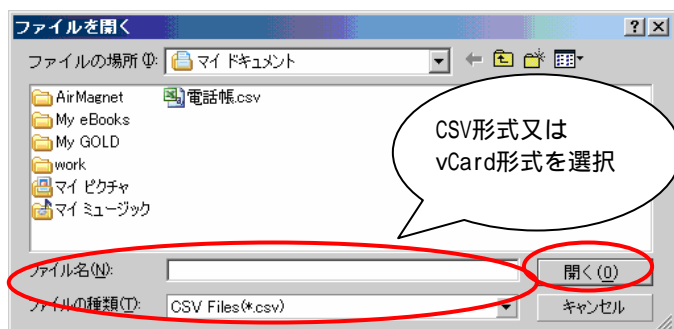 ファイルを開く
ファイルの場所(I):
マイ ドキュメント
AirMagnet
My eBooks
My GOLD
work
マイ ピクチャ
マイ ミュージック
電話帳.csv
CSV形式又は
vCard形式を選択
ファイル名(N):
開く(O)
ファイルの種類(T):
CSV Files(*.csv)
キャンセル